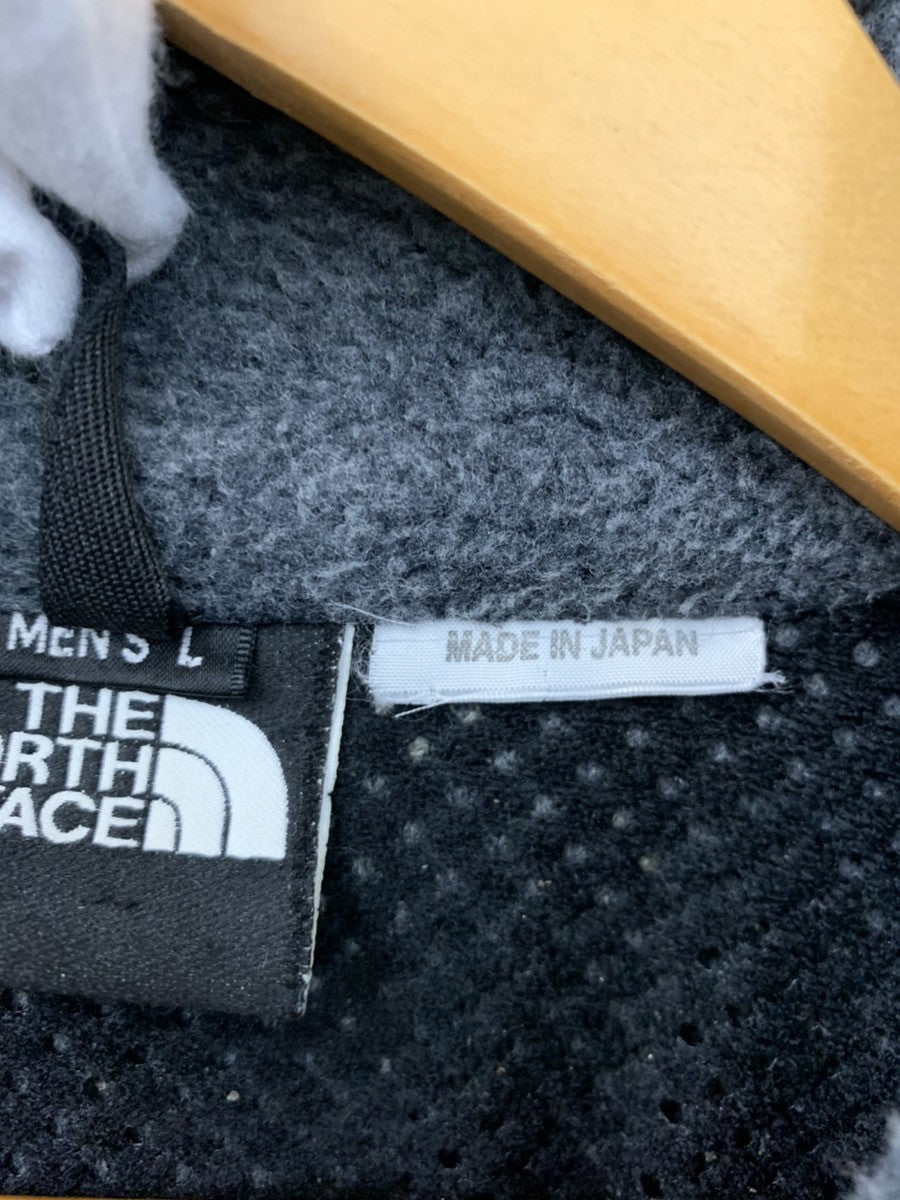 MEN'S L
MADE IN JAPAN
THE
ORTH
ACE